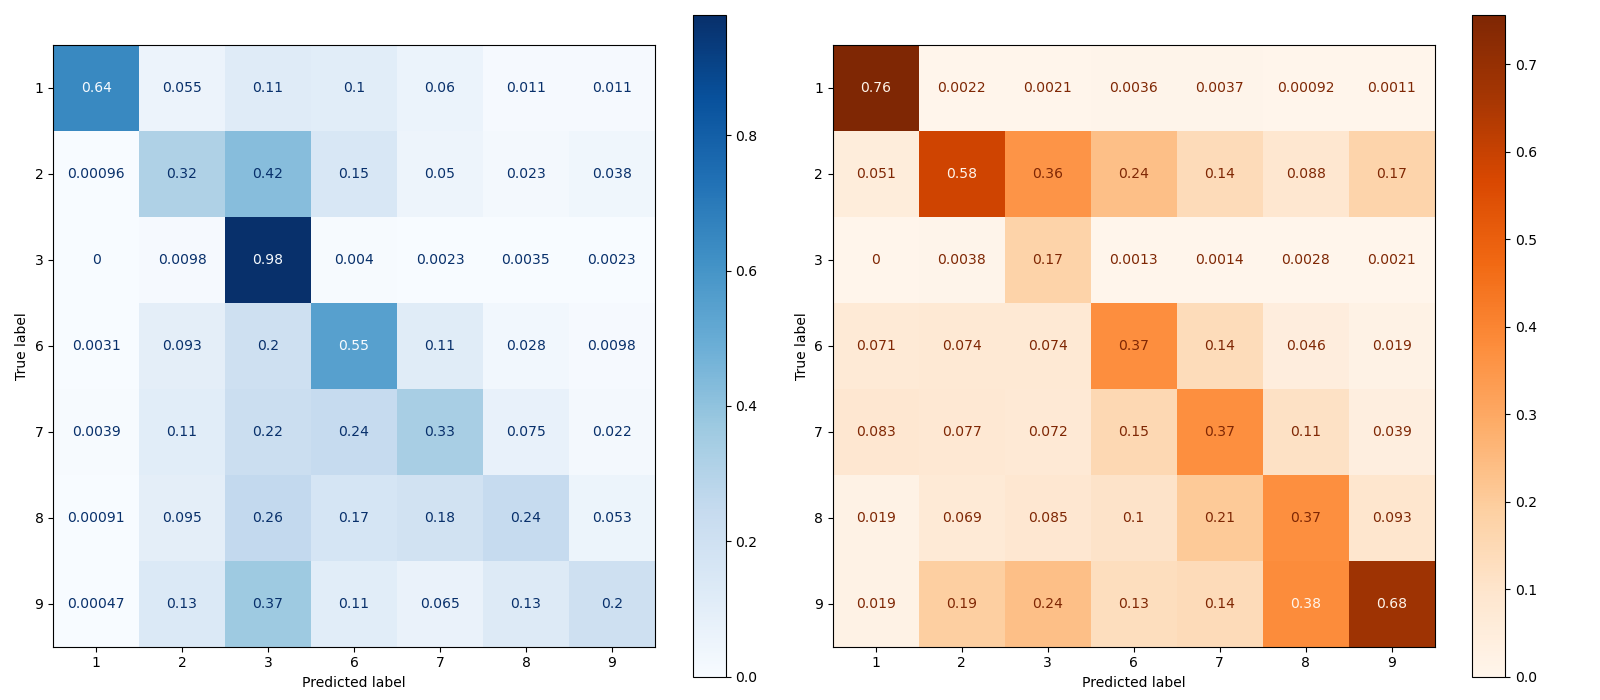 1 0.64 0.055 0.11 0.1 0.06 0.011 0.011
2 0.00096 0.32 0.42 0.15 0.05 0.023 0.038
3 0 0.0098 0.98 0.004 0.0023 0.0035 0.0023
6 0.0031 0.093 0.2 0.55 0.11 0.028 0.0098
7 0.0039 0.11 0.22 0.24 0.33 0.075 0.022
8 0.00091 0.095 0.26 0.17 0.18 0.24 0.053
9 0.00047 0.13 0.37 0.11 0.065 0.13 0.2
1 2 3 6 7 8 9
True label
Predicted label
0.8
0.6
0.4
0.2
0.0
1 0.76 0.0022 0.0021 0.0036 0.0037 0.00092 0.0011
2 0.051 0.58 0.36 0.24 0.14 0.088 0.17
3 0 0.0038 0.17 0.0013 0.0014 0.0028 0.0021
6 0.071 0.074 0.074 0.37 0.14 0.046 0.019
7 0.083 0.077 0.072 0.15 0.37 0.11 0.039
8 0.019 0.069 0.085 0.1 0.21 0.37 0.093
9 0.019 0.19 0.24 0.13 0.14 0.38 0.68
1 2 3 6 7 8 9
True label
Predicted label
0.7
0.6
0.5
0.4
0.3
0.2
0.1
0.0